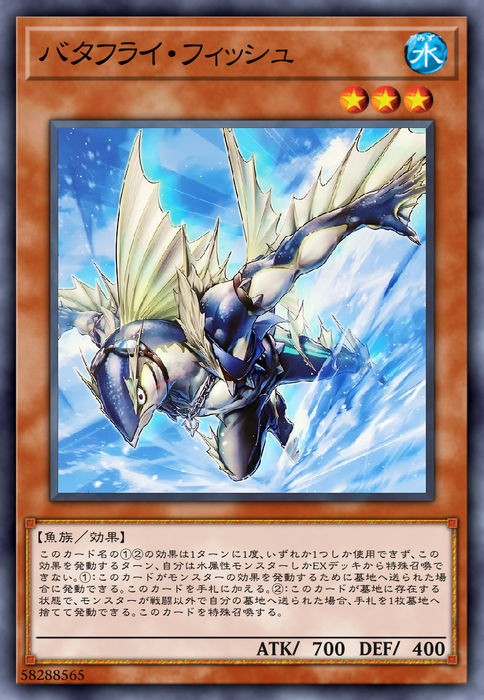 バタフライ・フィッシュ
みず
水
【魚族／効果】
このカード名の①②の効果は1ターンに1度、いずれか1つしか使用できず、この
効果を発動するターン、自分は水属性モンスターしかEXデッキから特殊召喚で
きない。①：このカードがモンスターの効果を発動するために墓地へ送られた場
合に発動できる。このカードを手札に加える。②：このカードが墓地に存在する
状態で、モンスターが戦闘以外で自分の墓地へ送られた場合、手札を1枚墓地へ
捨てて発動できる。このカードを特殊召喚する。
ATK/ 700 DEF/ 400
58288565